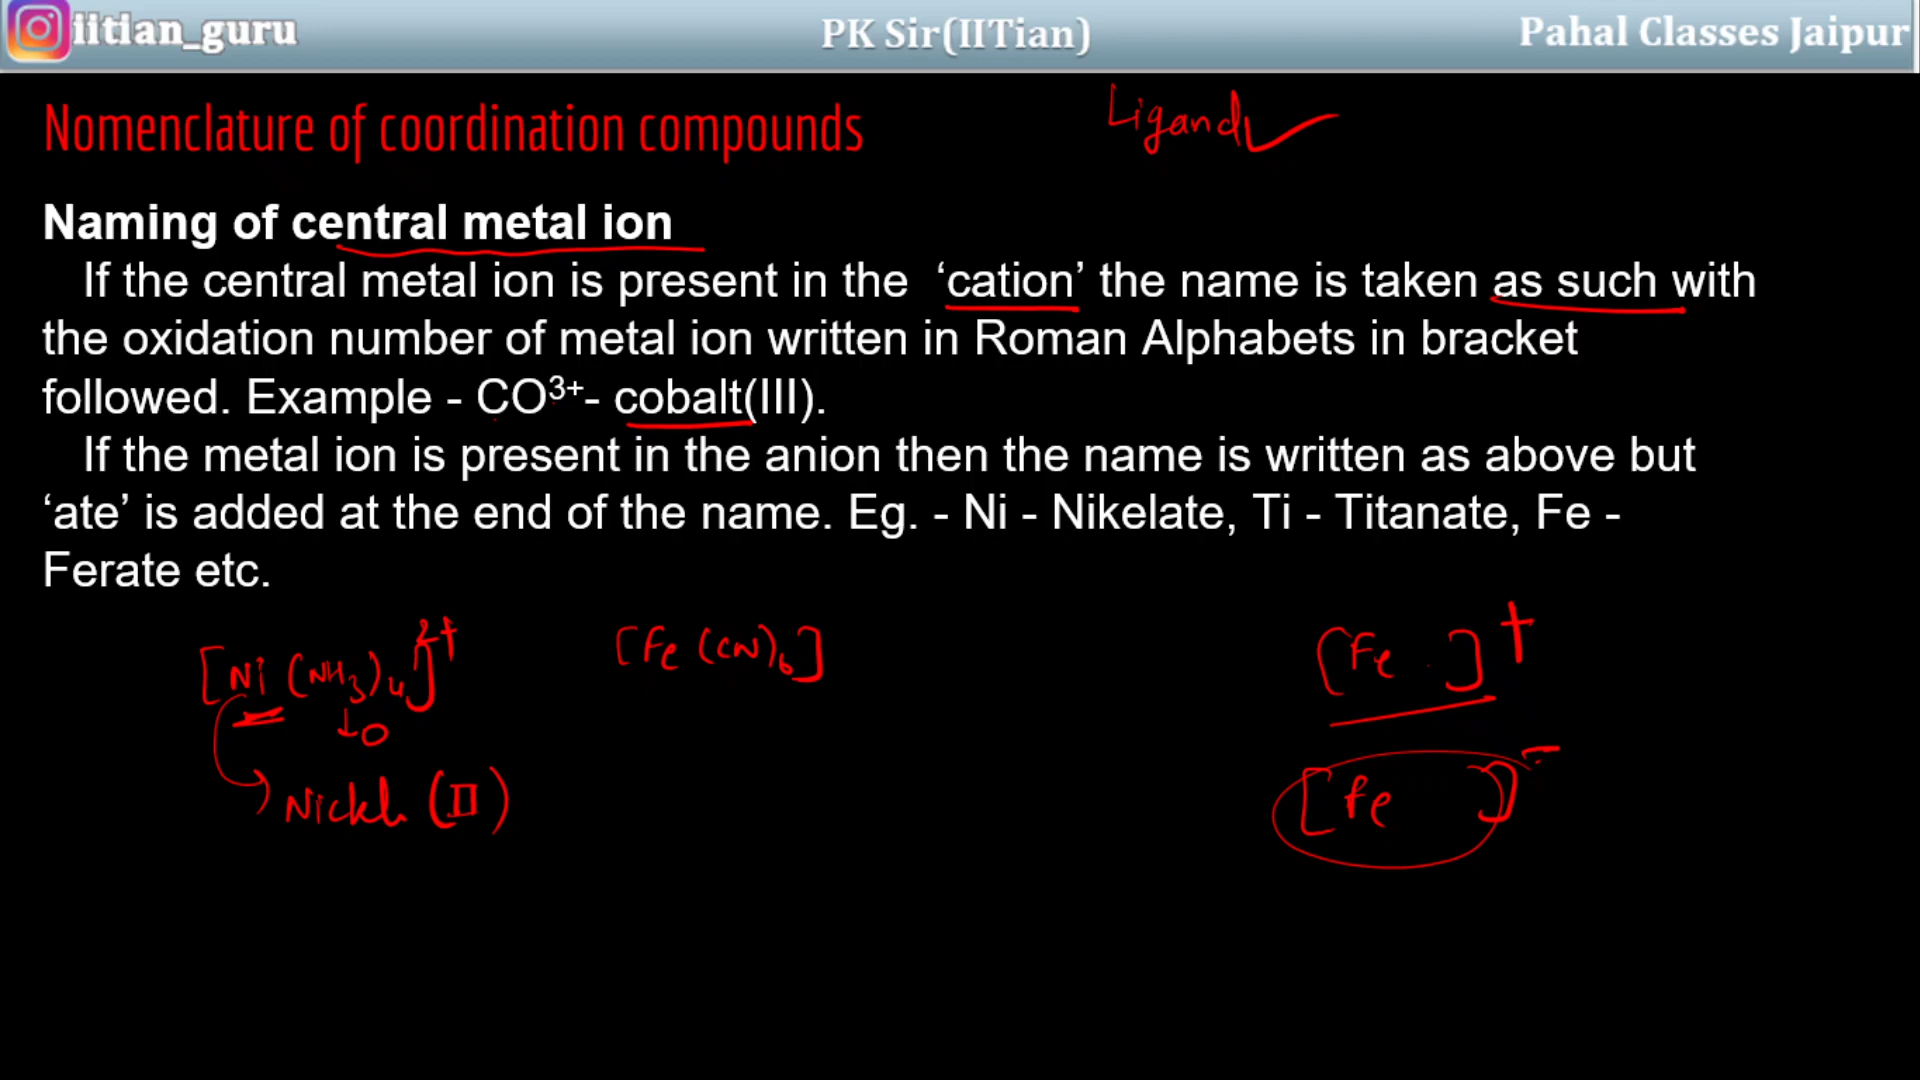 iitian_guru PK Sir(IITian) Pahal Classes Jaipur
Nomenclature of coordination compounds
Ligand
Naming of central metal ion
If the central metal ion is present in the ‘cation’ the name is taken as such with
the oxidation number of metal ion written in Roman Alphabets in bracket
followed. Example - CO³⁺- cobalt(III).
If the metal ion is present in the anion then the name is written as above but
‘ate’ is added at the end of the name. Eg. - Ni - Nikelate, Ti - Titanate, Fe -
Ferate etc.
[Ni (NH₃)₄]²⁺ [Fe (CN)₆] [Fe ]⁺
↓0
(II) [Fe ]⁻